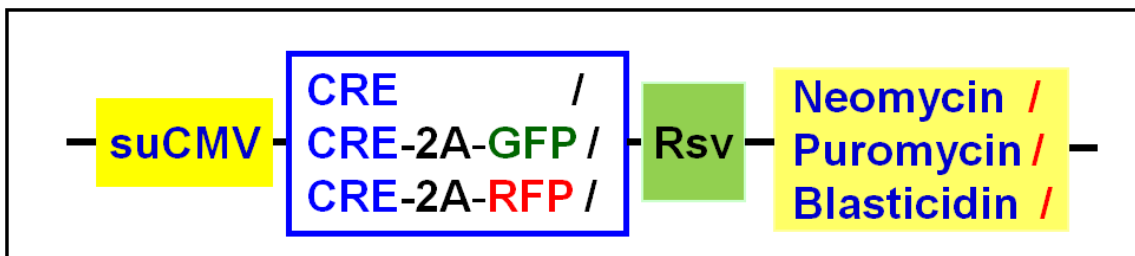 suCMV
CRE /
CRE-2A-GFP /
CRE-2A-RFP /
Rsv
Neomycin /
Puromycin /
Blasticidin /